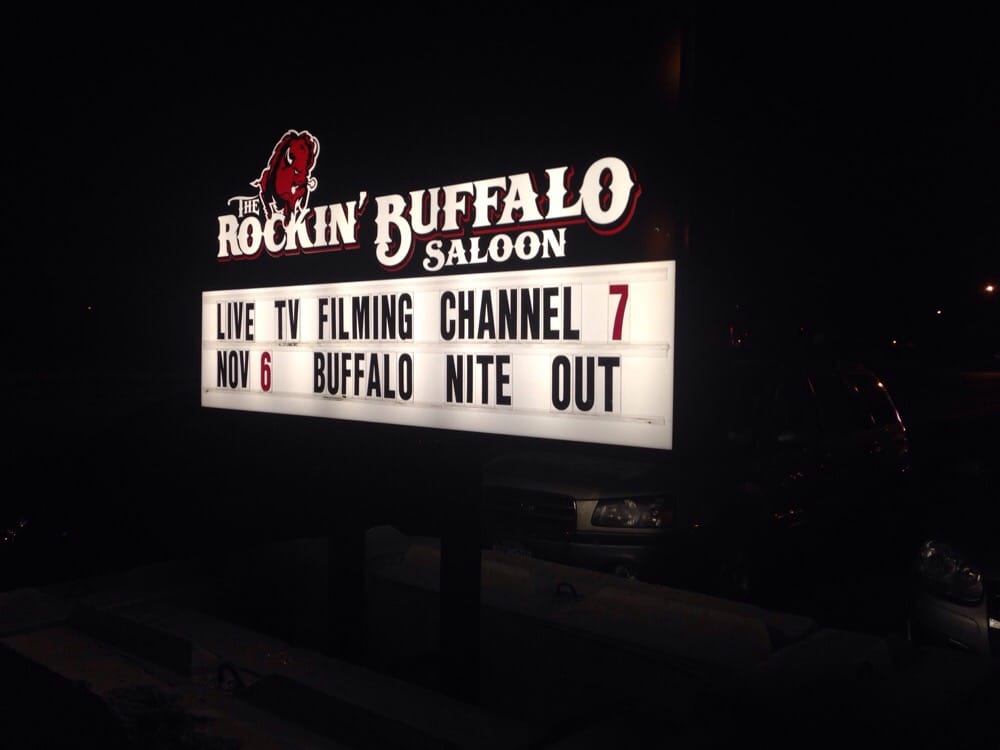 THE
ROCKIN' BUFFALO
SALOON
LIVE TV FILMING CHANNEL 7
NOV 6 BUFFALO NITE OUT